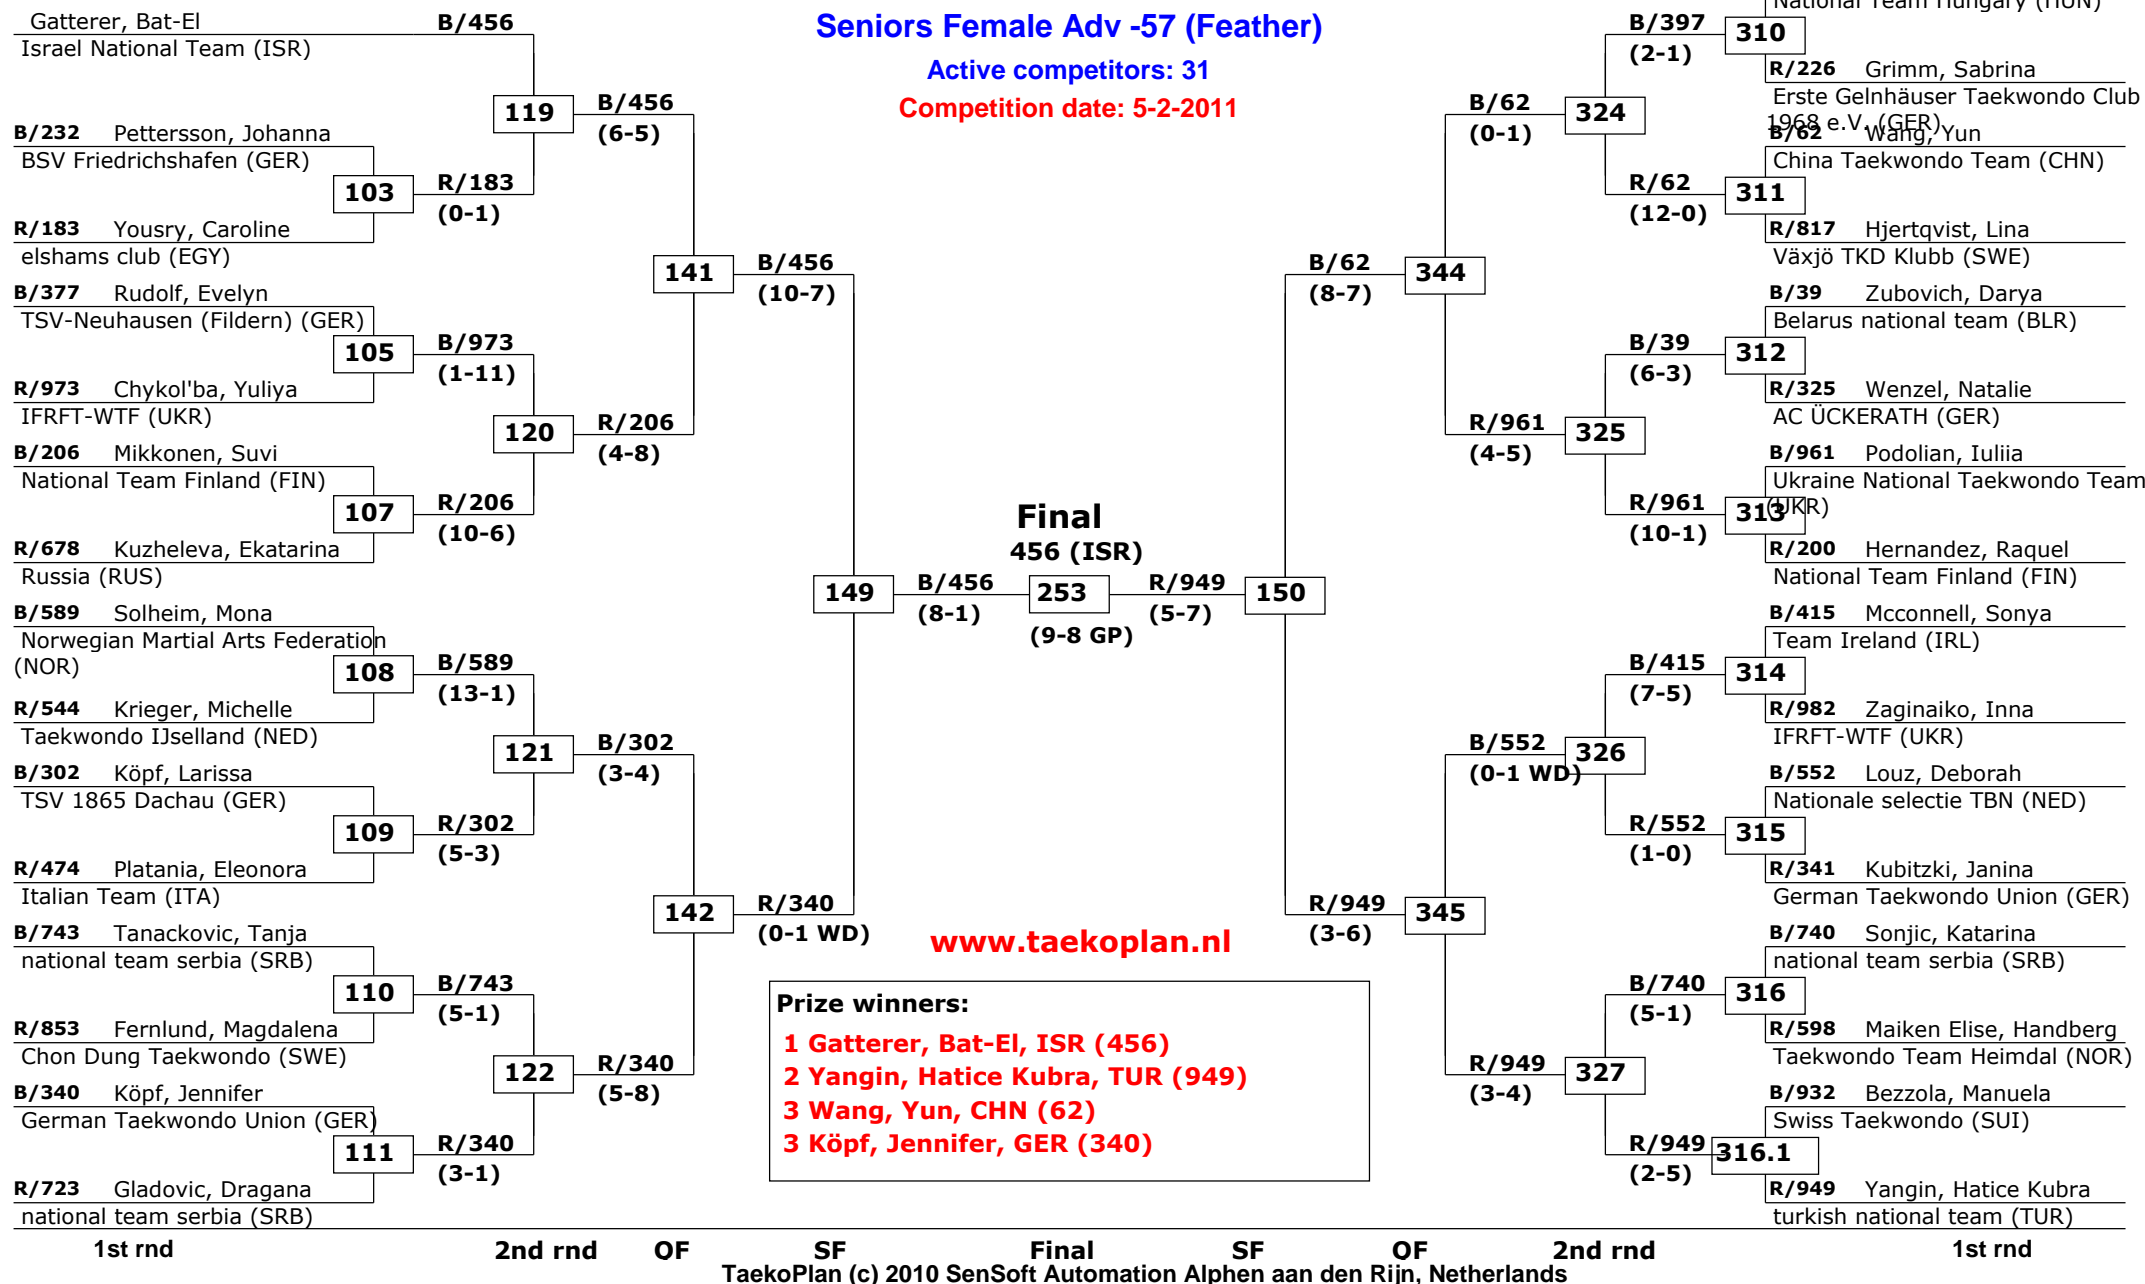 Seniors Female Adv -57 (Feather)
Active competitors: 31
Competition date: 5-2-2011
Gatterer, Bat-El
Israel National Team (ISR)
B/232 Pettersson, Johanna
BSV Friedrichshafen (GER)
103
R/183 Yousry, Caroline
elshams club (EGY)
B/377 Rudolf, Evelyn
TSV-Neuhausen (Fildern) (GER)
105
R/973 Chykol'ba, Yuliya
IFRFT-WTF (UKR)
B/206 Mikkonen, Suvi
National Team Finland (FIN)
107
R/678 Kuzheleva, Ekatarina
Russia (RUS)
B/589 Solheim, Mona
Norwegian Martial Arts Federation
(NOR)
108
R/544 Krieger, Michelle
Taekwondo IJselland (NED)
B/302 Köpf, Larissa
TSV 1865 Dachau (GER)
109
R/474 Platania, Eleonora
Italian Team (ITA)
B/743 Tanackovic, Tanja
national team serbia (SRB)
110
R/853 Fernlund, Magdalena
Chon Dung Taekwondo (SWE)
B/340 Köpf, Jennifer
German Taekwondo Union (GER)
111
R/723 Gladovic, Dragana
national team serbia (SRB)
B/456
119
R/183
(0-1)
B/973
(1-11)
120
R/206
(10-6)
B/589
(13-1)
121
R/302
(5-3)
B/743
(5-1)
122
R/340
(3-1)
B/456
(6-5)
141
R/206
(4-8)
B/302
(3-4)
142
R/340
(5-8)
B/456
(10-7)
149
R/340
(0-1 WD)
B/456
(8-1)
Final
456 (ISR)
253
(9-8 GP)
R/949
(5-7)
150
B/62
(8-7)
R/949
(3-6)
B/62
(0-1)
344
R/961
(4-5)
B/552
(0-1 WD)
345
R/949
(3-4)
B/397
(2-1)
324
R/62
(12-0)
B/39
(6-3)
325
R/961
(10-1)
B/415
(7-5)
326
R/552
(1-0)
B/740
(5-1)
327
R/949
(2-5)
National Team Hungary (HUN)
310
R/226 Grimm, Sabrina
Erste Gelnhäuser Taekwondo Club
1968 e.V. (GER)
B/62 Wang, Yun
China Taekwondo Team (CHN)
311
R/817 Hjertqvist, Lina
Växjö TKD Klubb (SWE)
B/39 Zubovich, Darya
Belarus national team (BLR)
312
R/325 Wenzel, Natalie
AC ÜCKERATH (GER)
B/961 Podolian, Iuliia
Ukraine National Taekwondo Team
(UKR)
313
R/200 Hernandez, Raquel
National Team Finland (FIN)
B/415 Mcconnell, Sonya
Team Ireland (IRL)
314
R/982 Zaginaiko, Inna
IFRFT-WTF (UKR)
B/552 Louz, Deborah
Nationale selectie TBN (NED)
315
R/341 Kubitzki, Janina
German Taekwondo Union (GER)
B/740 Sonjic, Katarina
national team serbia (SRB)
316
R/598 Maiken Elise, Handberg
Taekwondo Team Heimdal (NOR)
B/932 Bezzola, Manuela
Swiss Taekwondo (SUI)
316.1
R/949 Yangin, Hatice Kubra
turkish national team (TUR)
www.taekoplan.nl
Prize winners:
1 Gatterer, Bat-El, ISR (456)
2 Yangin, Hatice Kubra, TUR (949)
3 Wang, Yun, CHN (62)
3 Köpf, Jennifer, GER (340)
1st rnd 2nd rnd QF SF Final SF QF 2nd rnd 1st rnd
TaekoPlan (c) 2010 SenSoft Automation Alphen aan den Rijn, Netherlands